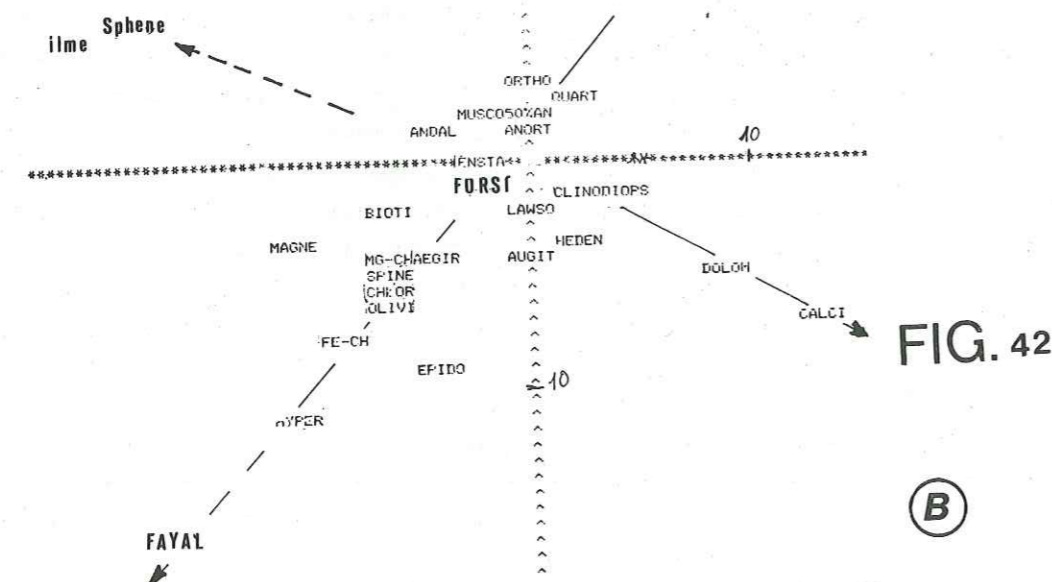 Sphene
ilme
ORTHO
QUART
MUSCO50%AN
ANDAL ANORT
ENSTA
10
FORST
CLINODIOPS
BIOTI LAWSO
MAGNE HEDEN
MG-CHAEGIR AUGIT
SPINE DOLOM
CHLOR
OLIVI
CALCI
FE-CH
FIG. 42
EPIDO
10
HYPER
B
FAYAL